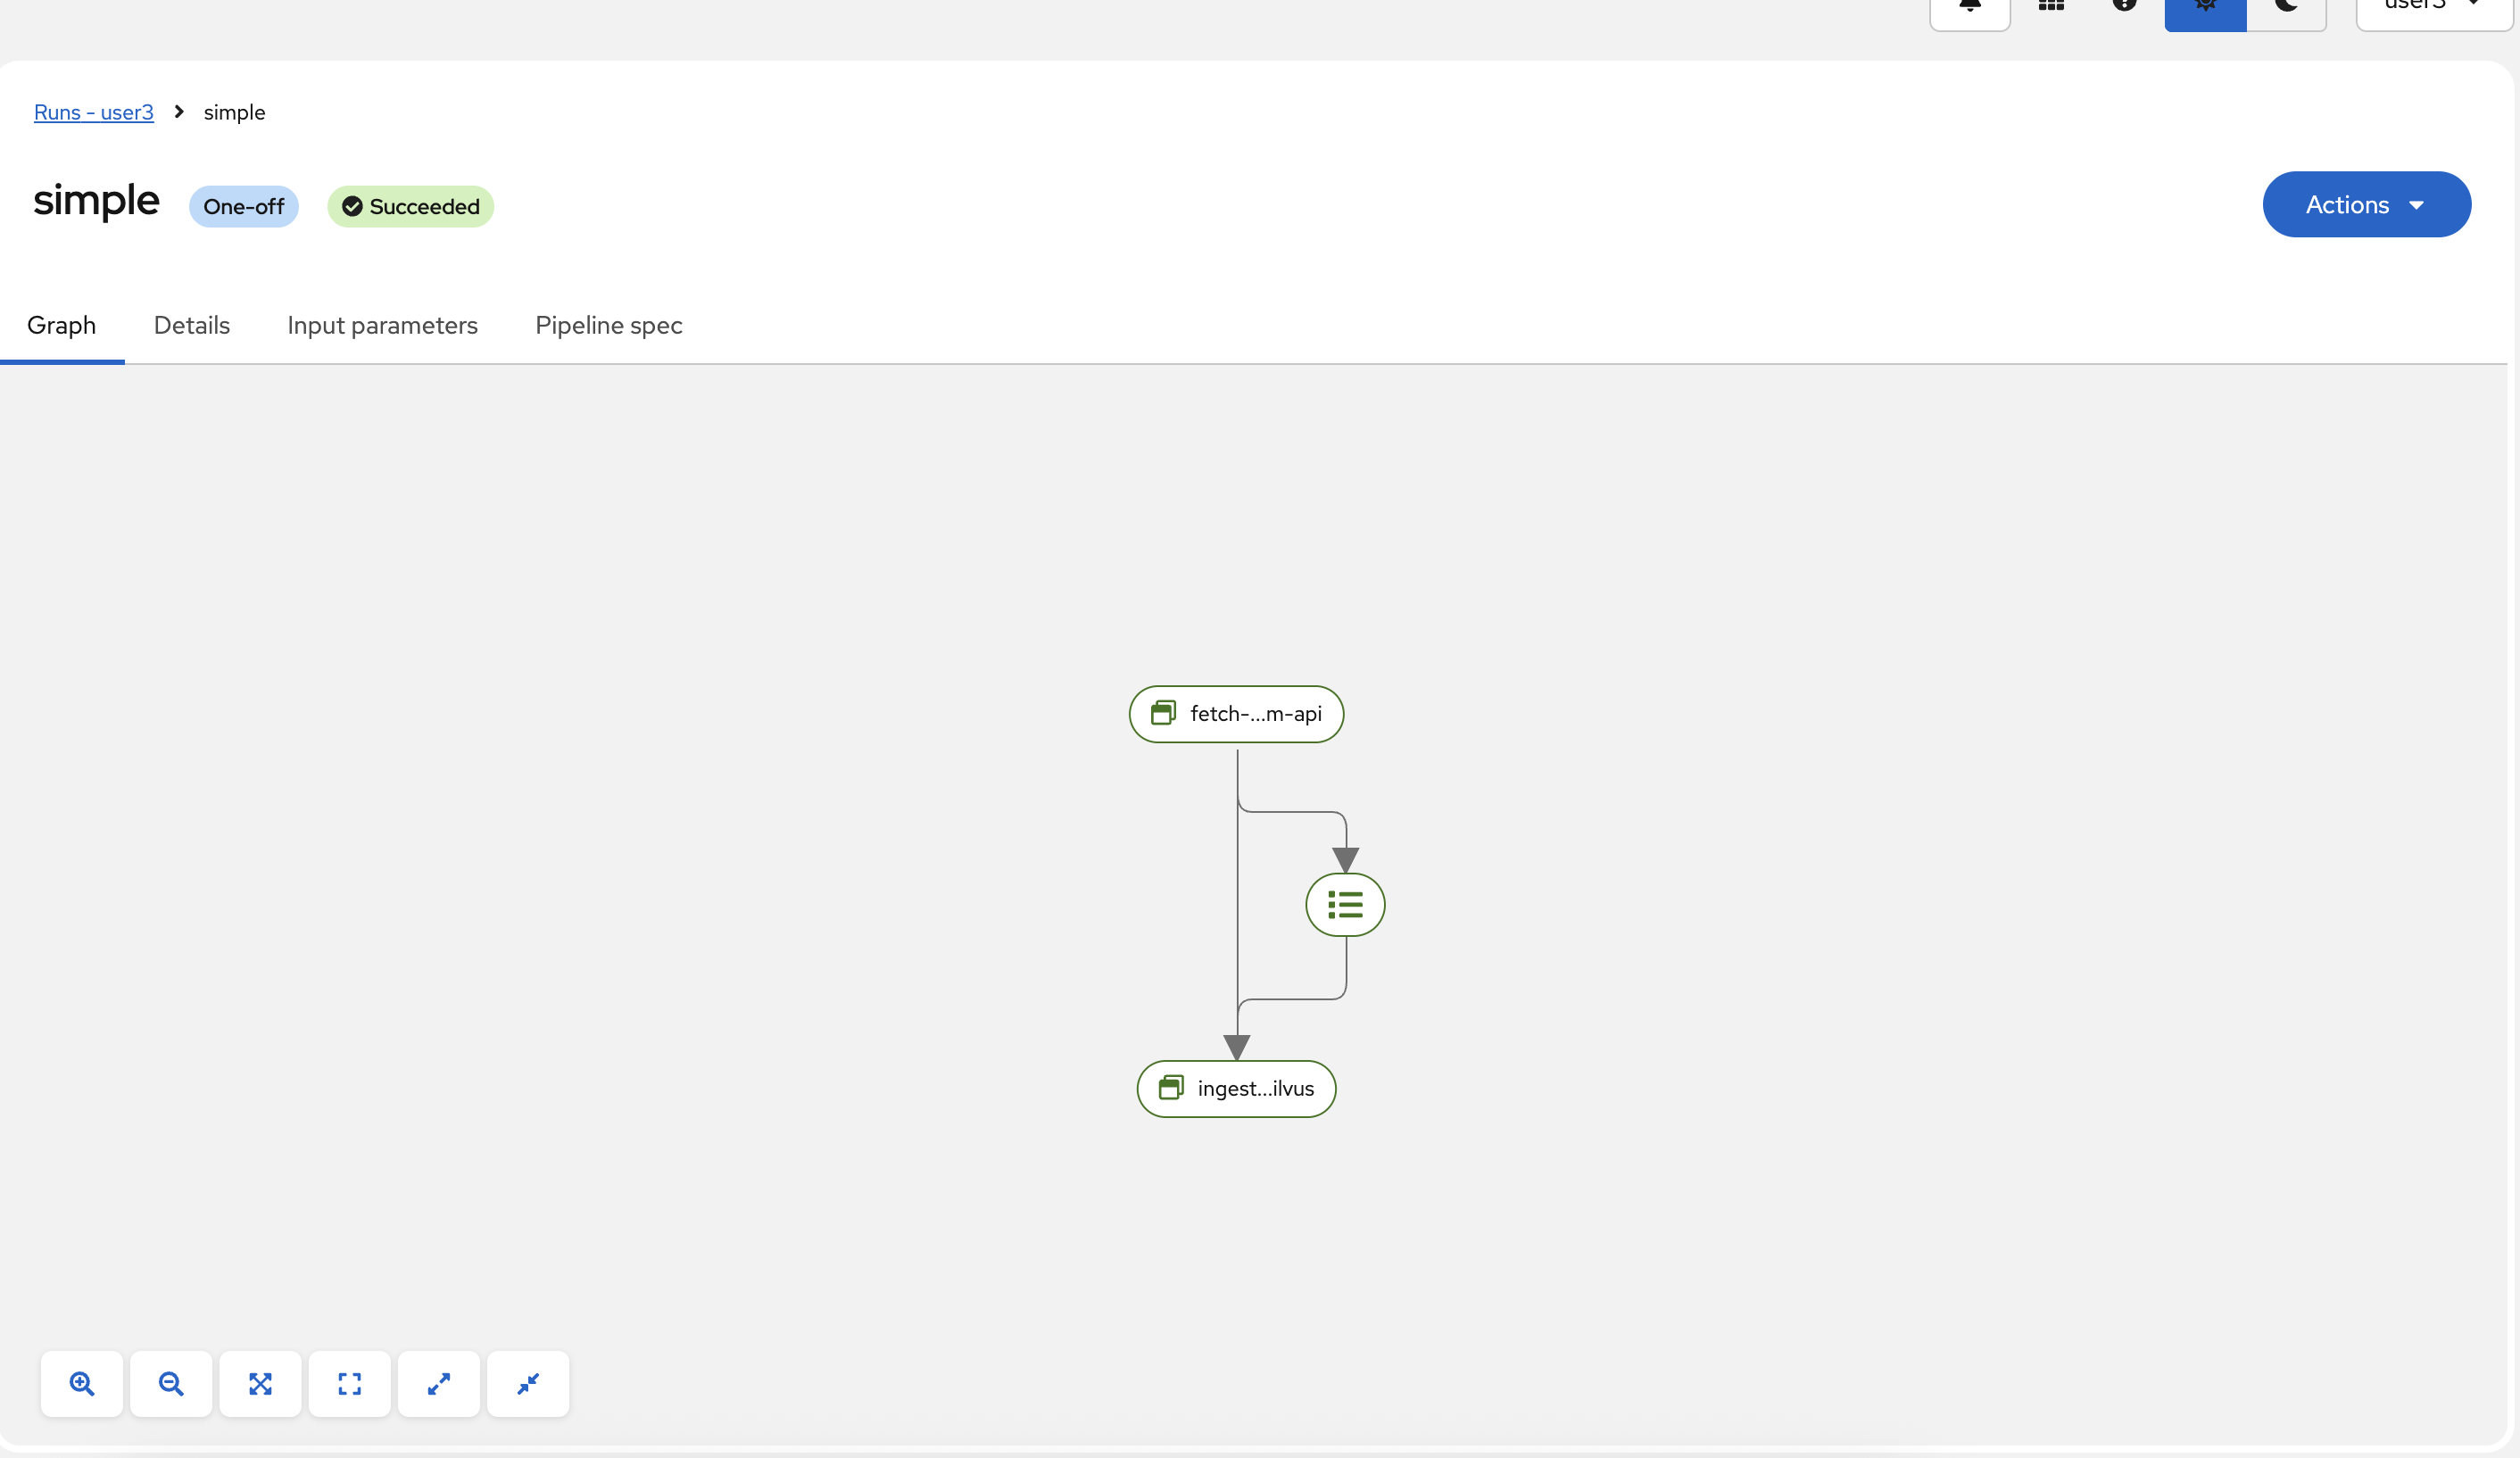 user3
Runs - user3 > simple
simple One-off Succeeded
Actions
Graph Details Input parameters Pipeline spec
fetch-...m-api
ingest...ilvus